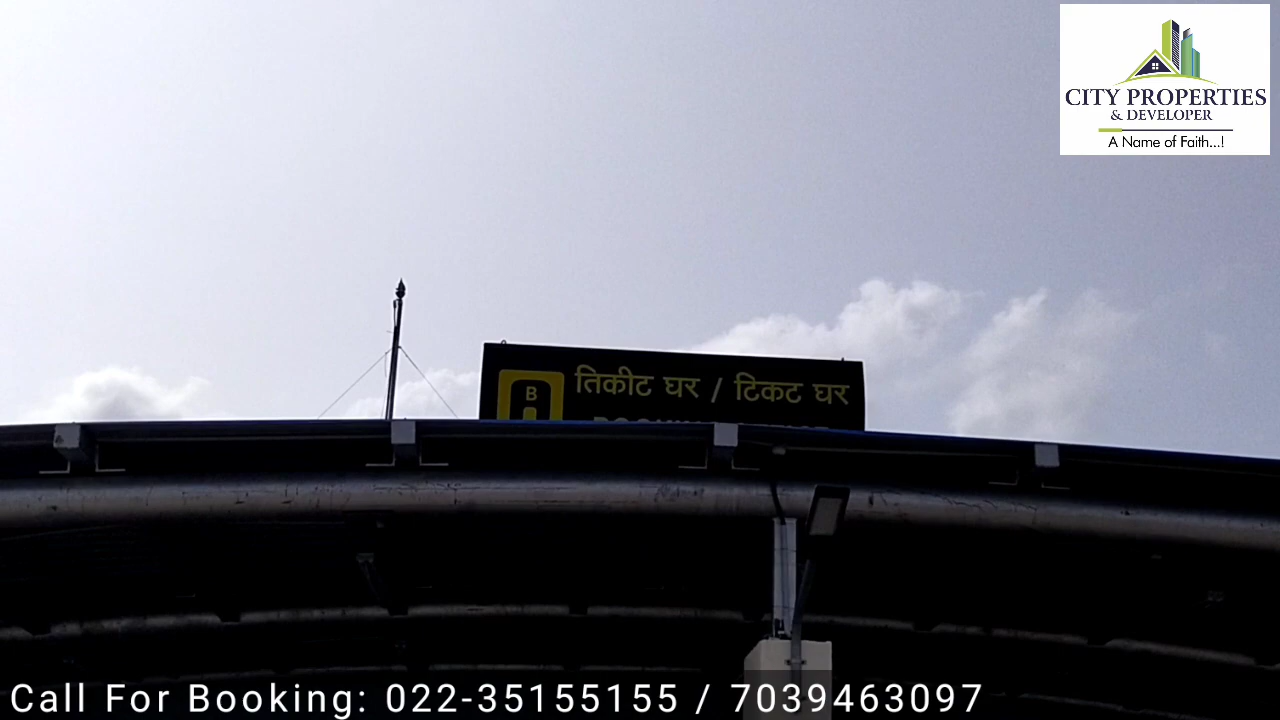 CITY PROPERTIES
& DEVELOPER
A Name of Faith...!
B
तिकीट घर / टिकट घर
Call For Booking: 022-35155155 / 7039463097